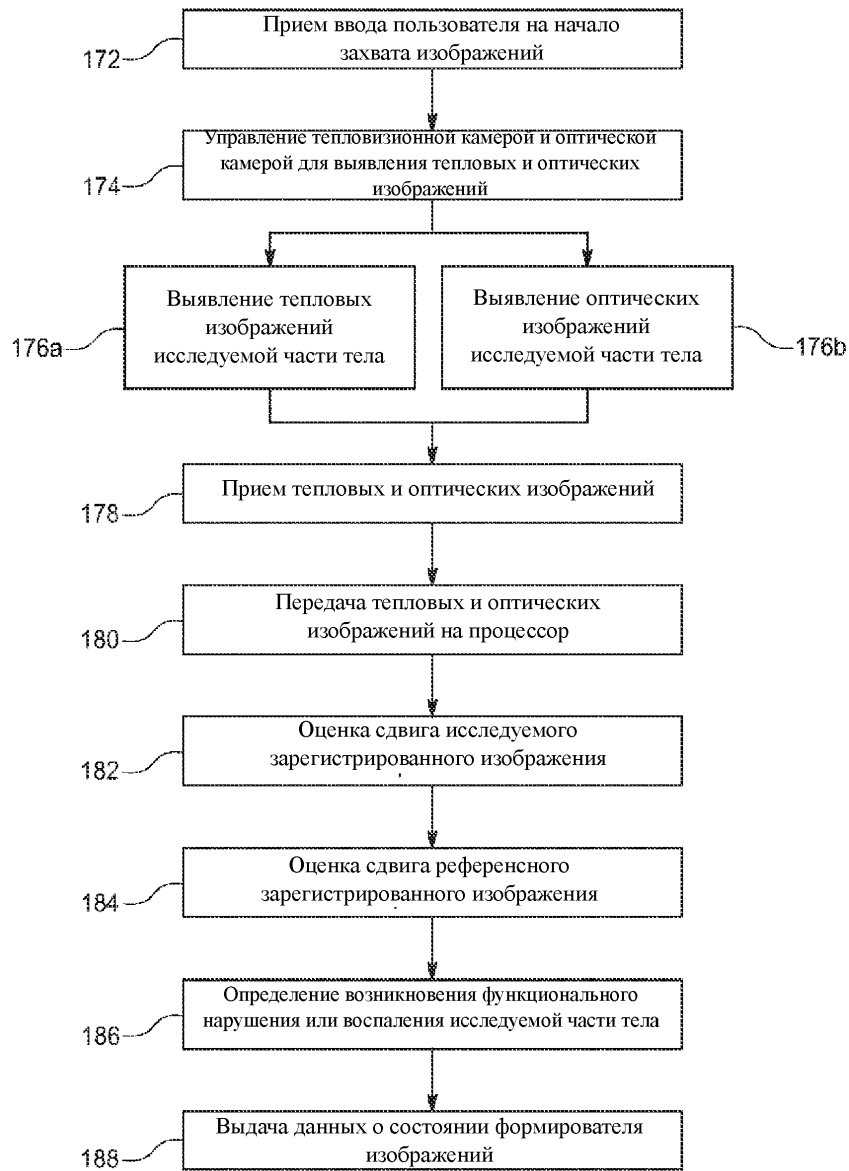 Прием ввода пользователя на начало
захвата изображений
172
Управление тепловизионной камерой и оптической
камерой для выявления тепловых и оптических
изображений
174
Выявление тепловых
изображений
исследуемой части тела
176a
Выявление оптических
изображений
исследуемой части тела
176b
Прием тепловых и оптических изображений
178
Передача тепловых и оптических
изображений на процессор
180
Оценка сдвига исследуемого
зарегистрированного изображения
182
Оценка сдвига референсного
зарегистрированного изображения
184
Определение возникновения функционального
нарушения или воспаления исследуемой части тела
186
Выдача данных о состоянии формирователя
изображений
188